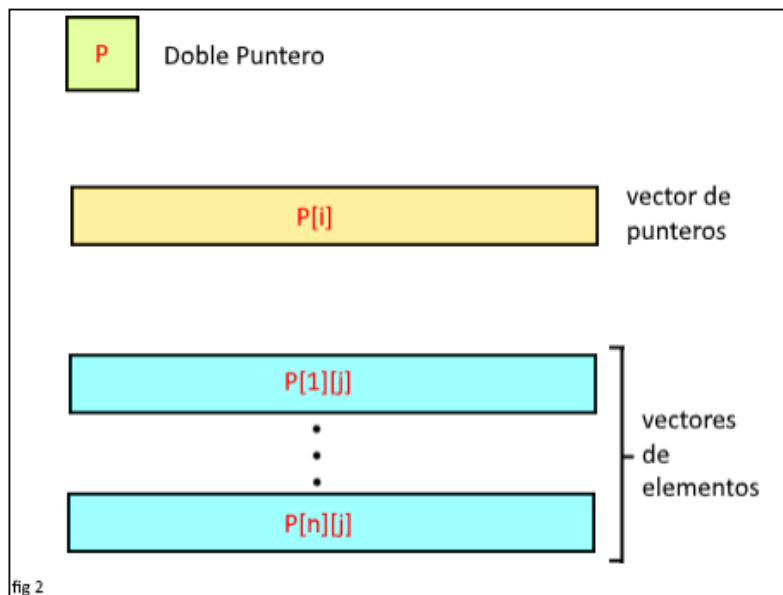 P
Doble Puntero
P[i]
vector de
punteros
P[1][j]
P[n][j]
vectores
de
elementos
fig 2